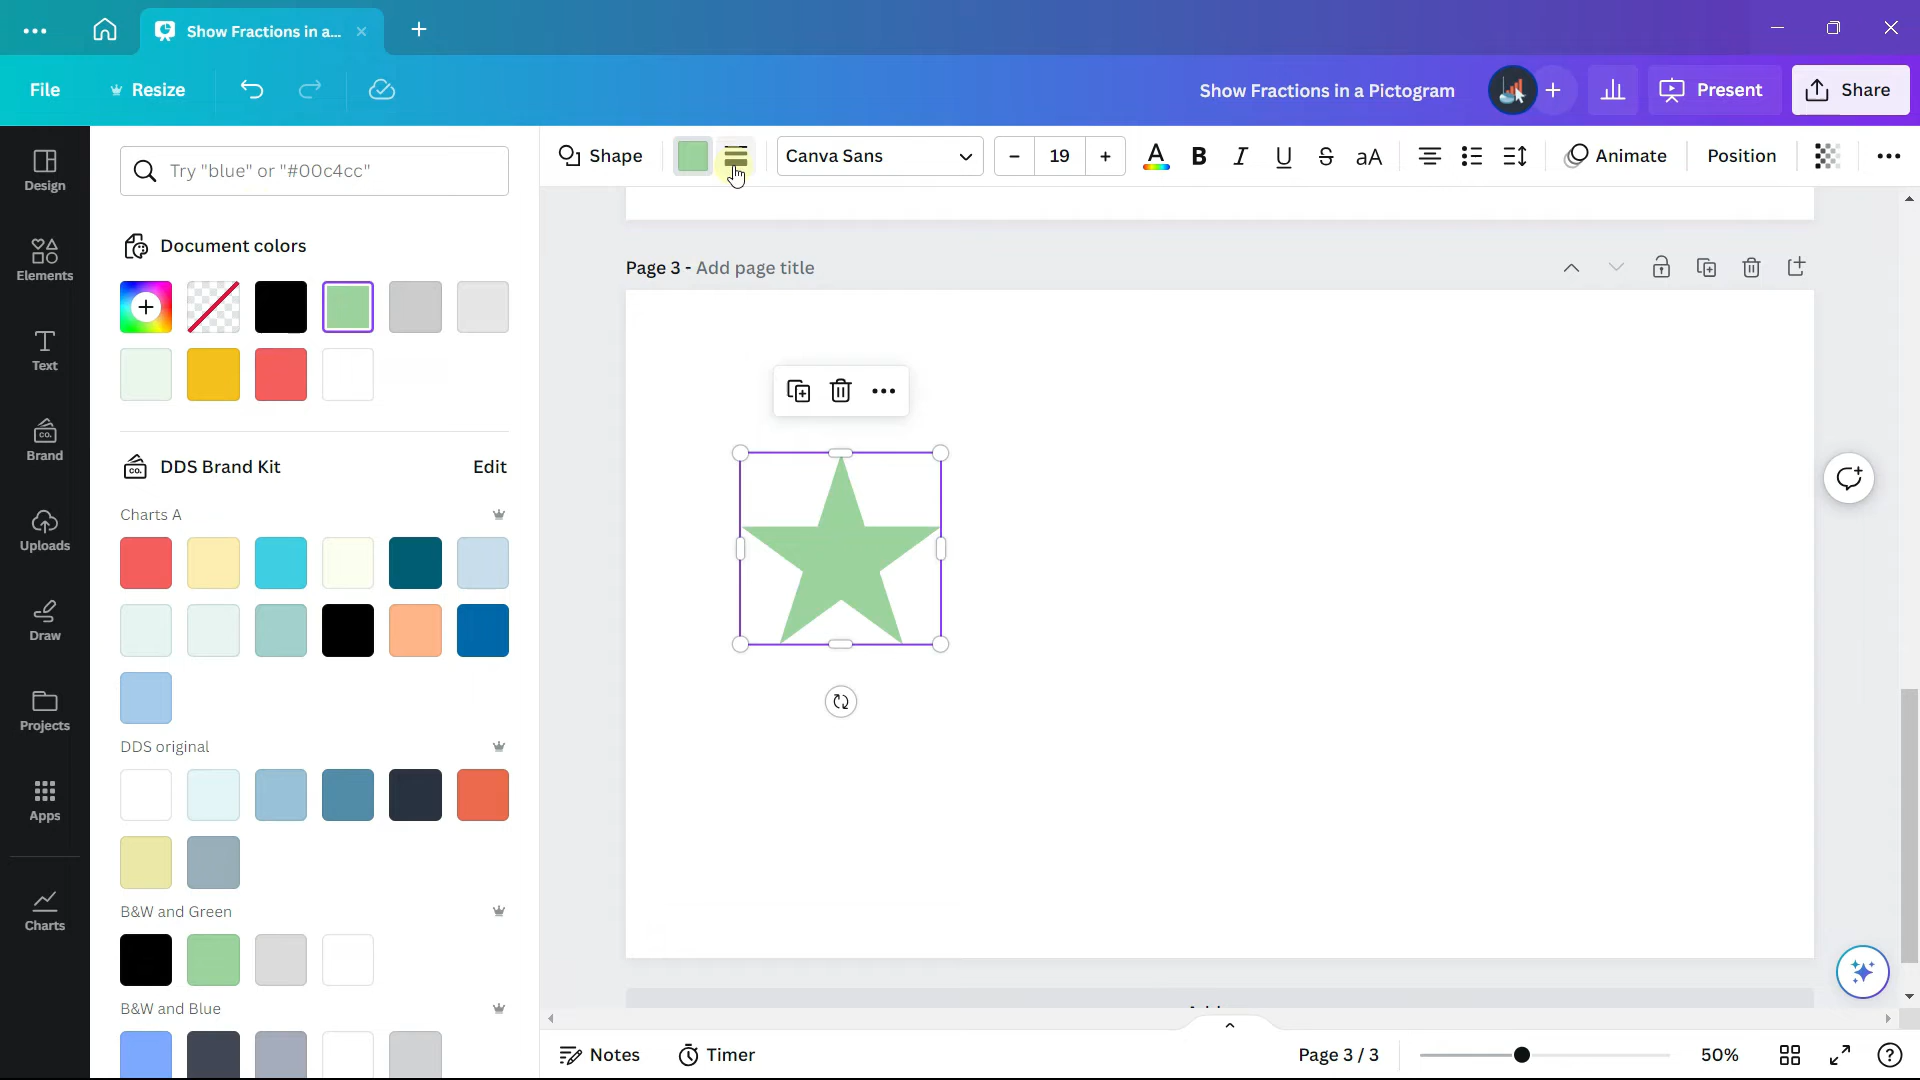 Show Fractions in a...
File
Resize
Show Fractions in a Pictogram
Present
Share
Design
Elements
Text
Brand
Uploads
Draw
Projects
Apps
Charts
Try "blue" or "#00c4cc"
Document colors
CO.
DDS Brand Kit
Edit
Charts A
DDS original
B&W and Green
B&W and Blue
Shape
Canva Sans
- 19 +
A B I U S aA
Animate
Position
Page 3 - Add page title
Notes
Timer
Page 3 / 3
50%